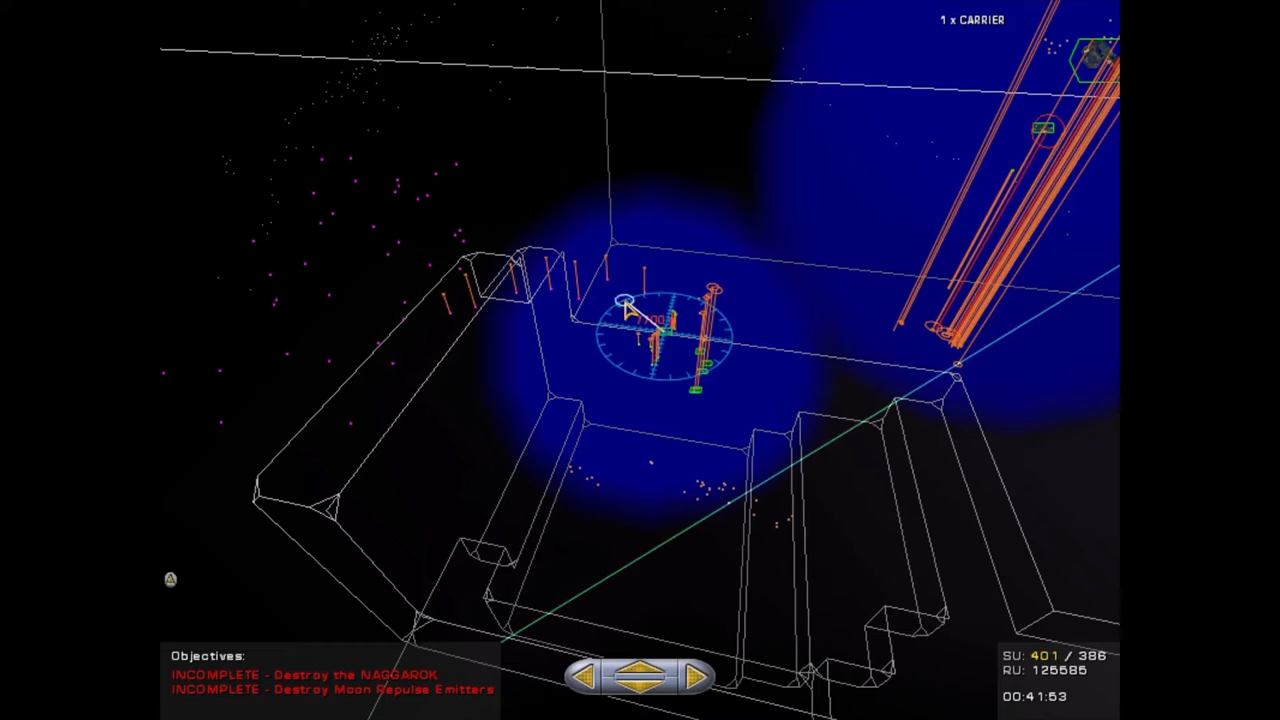 1 x CARRIER
Objectives:
INCOMPLETE - Destroy the NAGGAROK
INCOMPLETE - Destroy Moon Repulse Emitters
SU: 401 / 386
RU: 125585
00:41:53